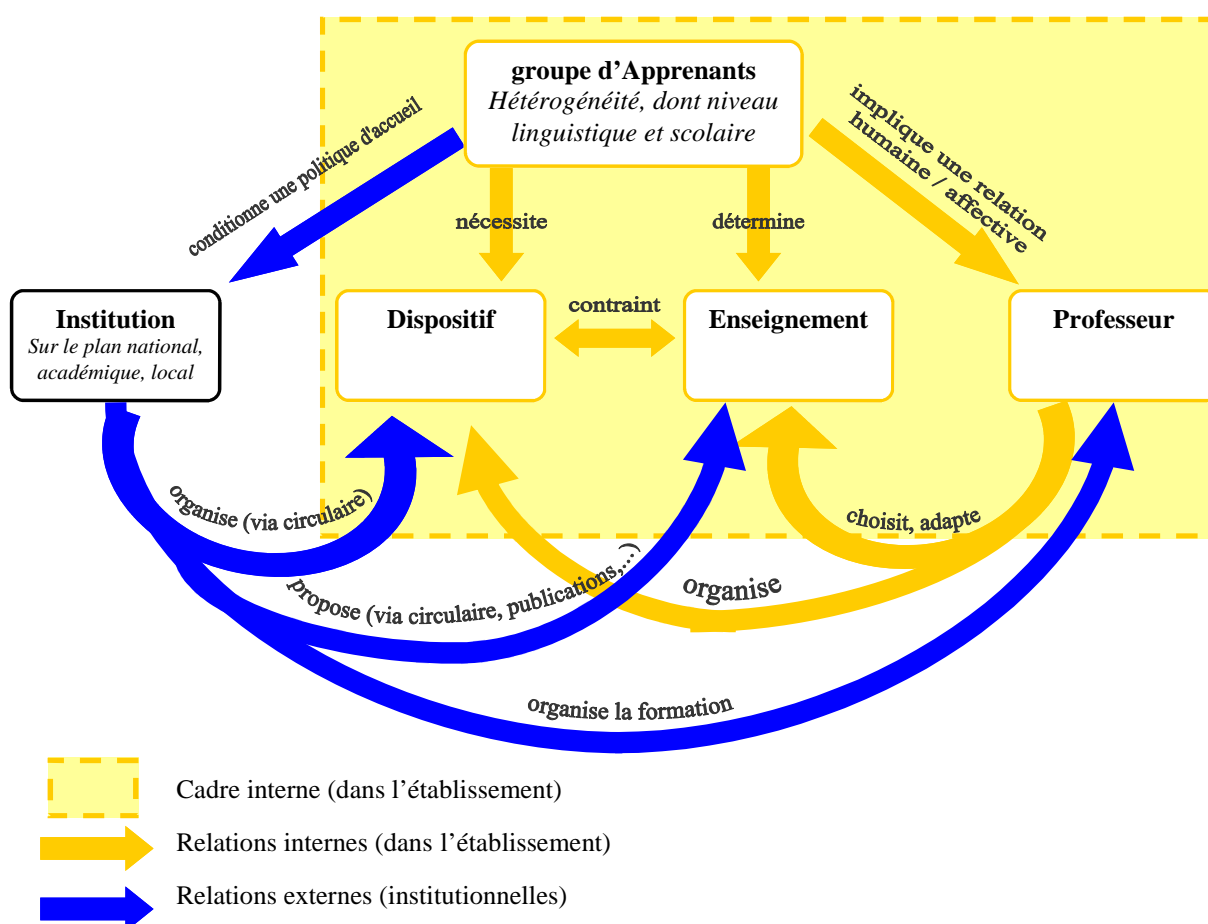 groupe d’Apprenants
Hétérogénéité, dont niveau
linguistique et scolaire
conditionne une politique d'accueil
implique une relation
humaine / affective
nécessite
détermine
Institution
Sur le plan national,
académique, local
Dispositif
contraint
Enseignement
Professeur
organise (via circulaire)
choisit, adapte
propose (via circulaire, publications,...)
organise
organise la formation
Cadre interne (dans l’établissement)
Relations internes (dans l’établissement)
Relations externes (institutionnelles)